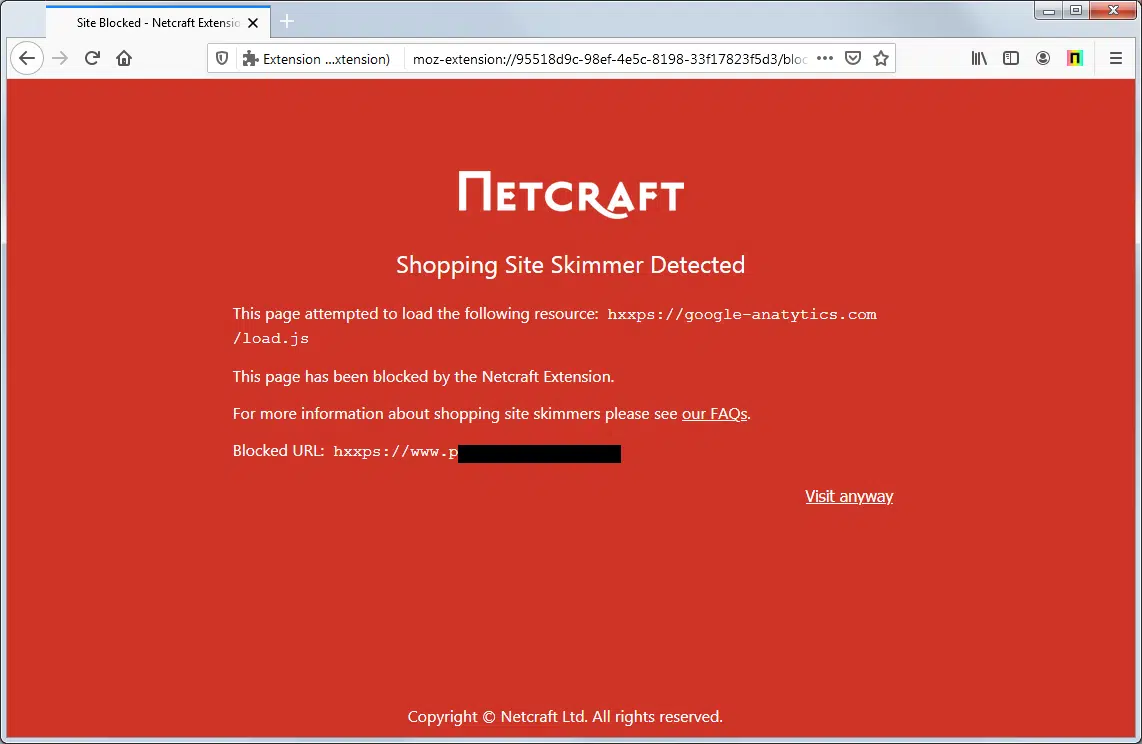 Site Blocked - Netcraft Extensio
Extension ...xtension)
moz-extension://95518d9c-98ef-4e5c-8198-33f17823f5d3/bloc
NETCRAFT
Shopping Site Skimmer Detected
This page attempted to load the following resource: hxxps://google-anatytics.com
/load.js
This page has been blocked by the Netcraft Extension.
For more information about shopping site skimmers please see our FAQs.
Blocked URL: hxxps://www.p
Visit anyway
Copyright © Netcraft Ltd. All rights reserved.